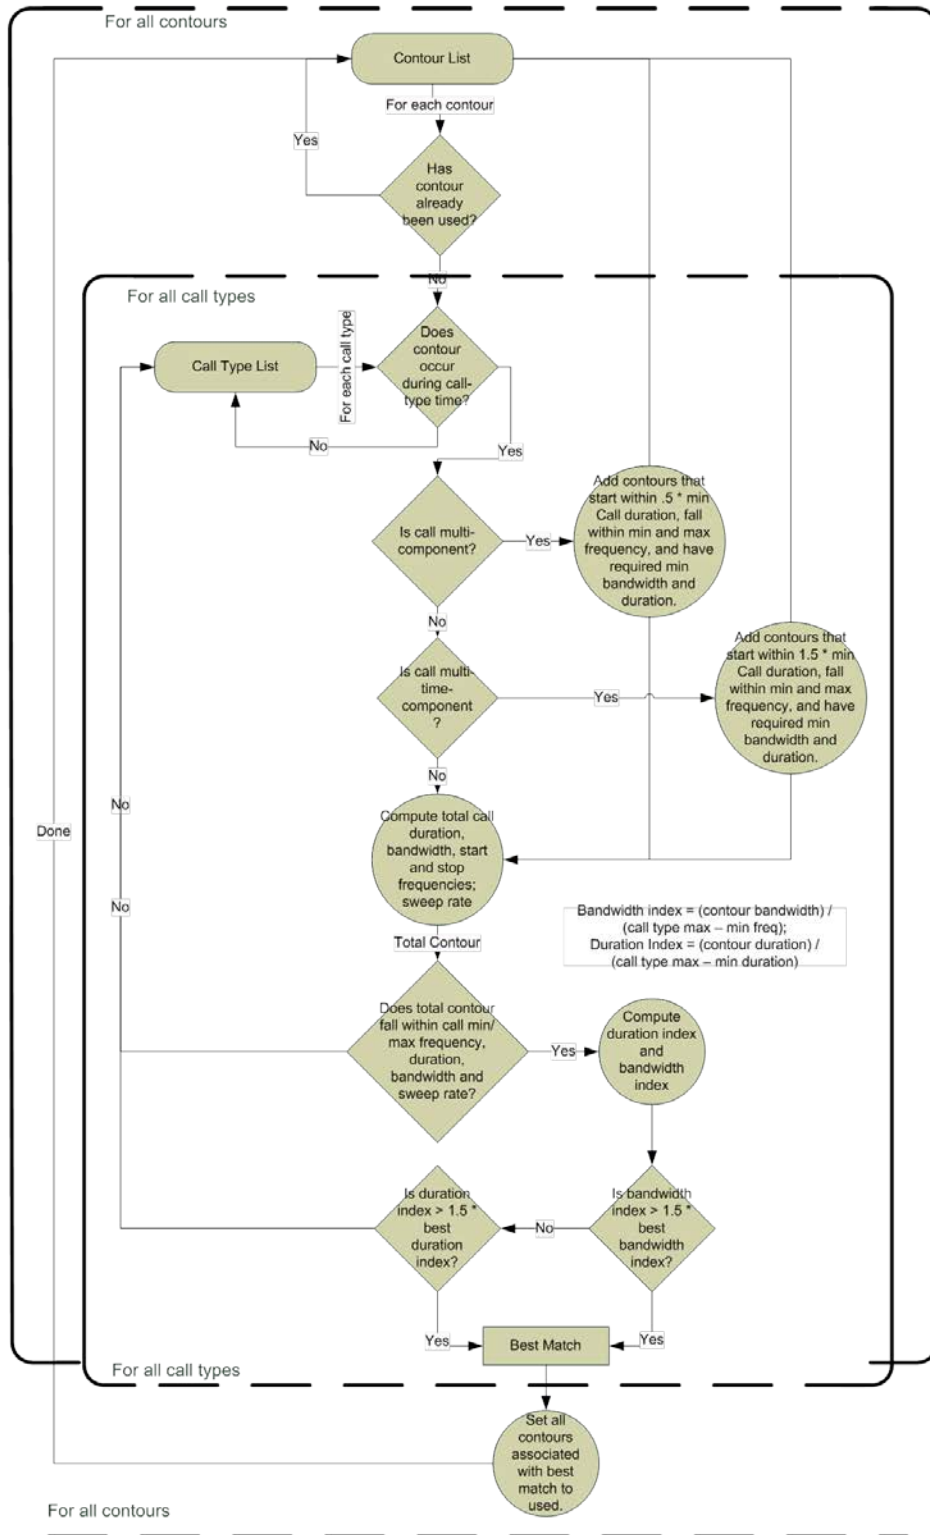 For all contours
Contour List
For each contour
Yes
Has
contour
already
been used?
No
For all call types
Call Type List
For each call type
Does
contour
occur
during call-
type time?
No
Yes
Is call multi-
component?
Yes
Add contours that
start within .5 * min
Call duration, fall
within min and max
frequency, and have
required min
bandwidth and
duration.
No
Is call multi-
time-
component
?
Yes
Add contours that
start within 1.5 * min
Call duration, fall
within min and max
frequency, and have
required min
bandwidth and
duration.
No
No
Done
Compute total call
duration,
bandwidth, start
and stop
frequencies;
sweep rate
No
Bandwidth index = (contour bandwidth) /
(call type max – min freq);
Duration Index = (contour duration) /
(call type max – min duration)
Total Contour
Does total contour
fall within call min/
max frequency,
duration,
bandwidth and
sweep rate?
Yes
Compute
duration index
and
bandwidth
index
Is duration
index > 1.5 *
best
duration
index?
No
Is bandwidth
index > 1.5 *
best
bandwidth
index?
Yes
Best Match
Yes
For all call types
Set all
contours
associated
with best
match to
used.
For all contours